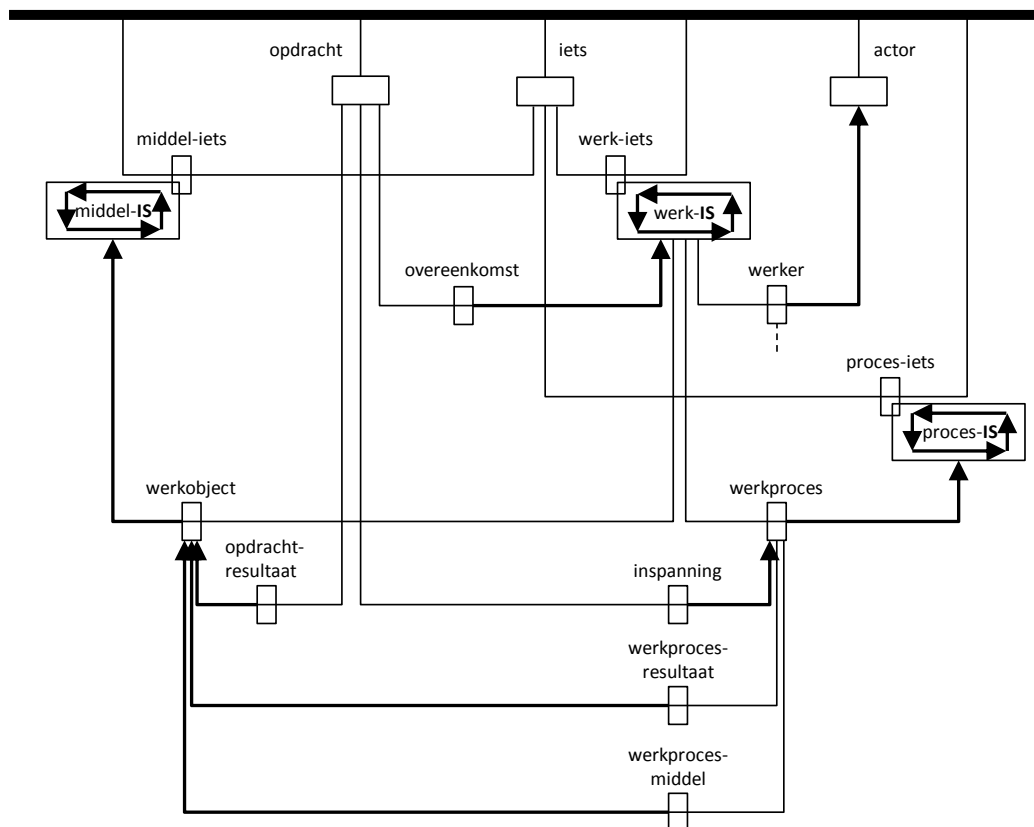 opdracht
iets
actor
middel-iets
werk-iets
middel-IS
werk-IS
overeenkomst
werker
proces-iets
proces-IS
werkobject
werkproces
opdracht-
resultaat
inspanning
werkproces-
resultaat
werkproces-
middel